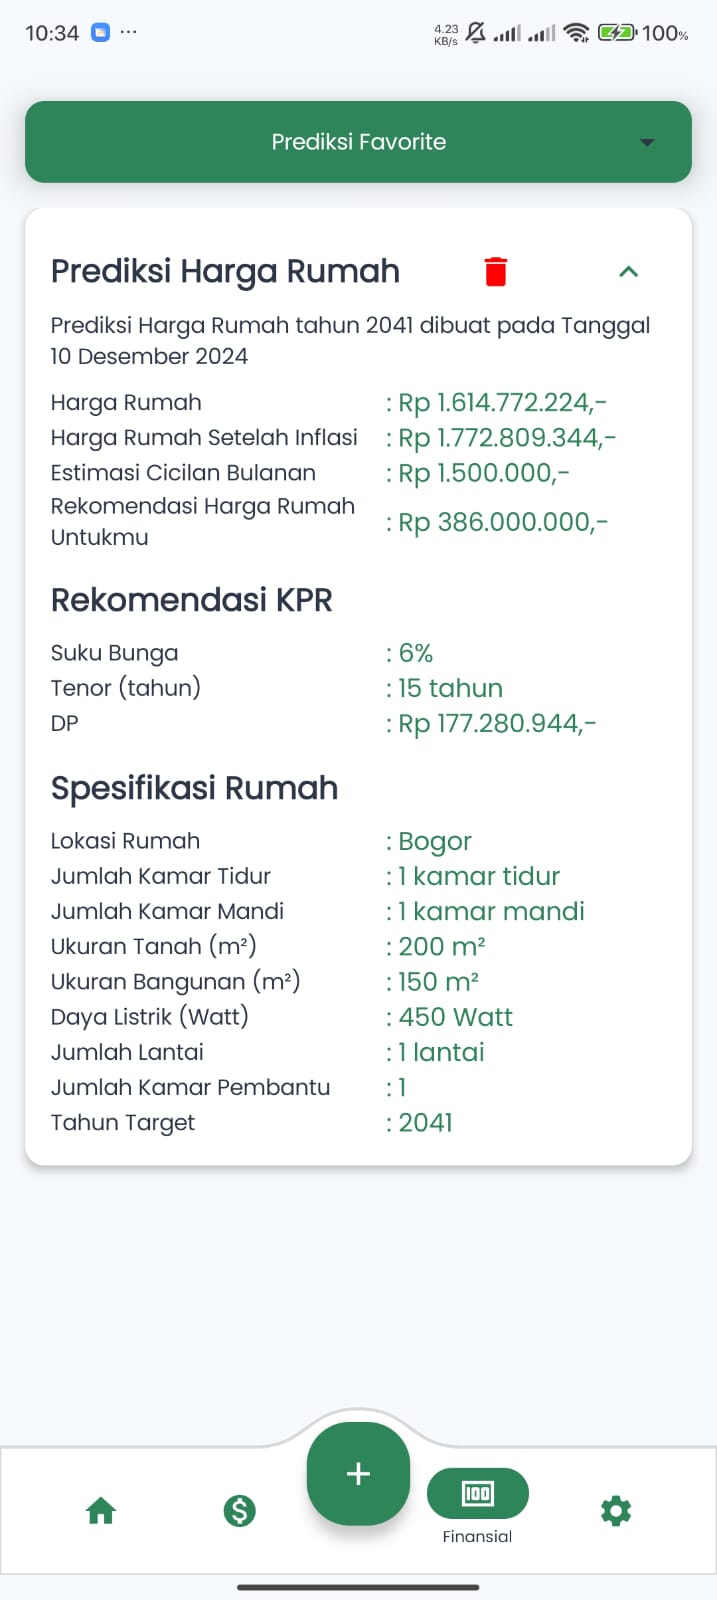 10:34 ... 4.23 KB/s 100%
Prediksi Favorite
Prediksi Harga Rumah
Prediksi Harga Rumah tahun 2041 dibuat pada Tanggal
10 Desember 2024
Harga Rumah : Rp 1.614.772.224,-
Harga Rumah Setelah Inflasi : Rp 1.772.809.344,-
Estimasi Cicilan Bulanan : Rp 1.500.000,-
Rekomendasi Harga Rumah
Untukmu : Rp 386.000.000,-
Rekomendasi KPR
Suku Bunga : 6%
Tenor (tahun) : 15 tahun
DP : Rp 177.280.944,-
Spesifikasi Rumah
Lokasi Rumah : Bogor
Jumlah Kamar Tidur : 1 kamar tidur
Jumlah Kamar Mandi : 1 kamar mandi
Ukuran Tanah (m²) : 200 m²
Ukuran Bangunan (m²) : 150 m²
Daya Listrik (Watt) : 450 Watt
Jumlah Lantai : 1 lantai
Jumlah Kamar Pembantu : 1
Tahun Target : 2041
Finansial